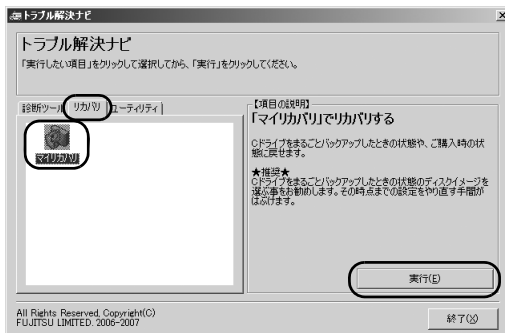 トラブル解決ナビ
トラブル解決ナビ
「実行したい項目」をクリックして選択してから、「実行」をクリックしてください。
診断ツール リカバリ ユーティリティ
マイリカバリ
【項目の説明】
「マイリカバリ」でリカバリする
Cドライブをまるごとバックアップしたときの状態や、ご購入時の状
態に戻せます。
★推奨★
Cドライブをまるごとバックアップしたときの状態のディスクイメージを
選ぶ事をお勧めします。その時点までの設定をやり直す手間が
はぶけます。
実行(E)
All Rights Reserved, Copyright(C)
FUJITSU LIMITED. 2006-2007
終了(X)